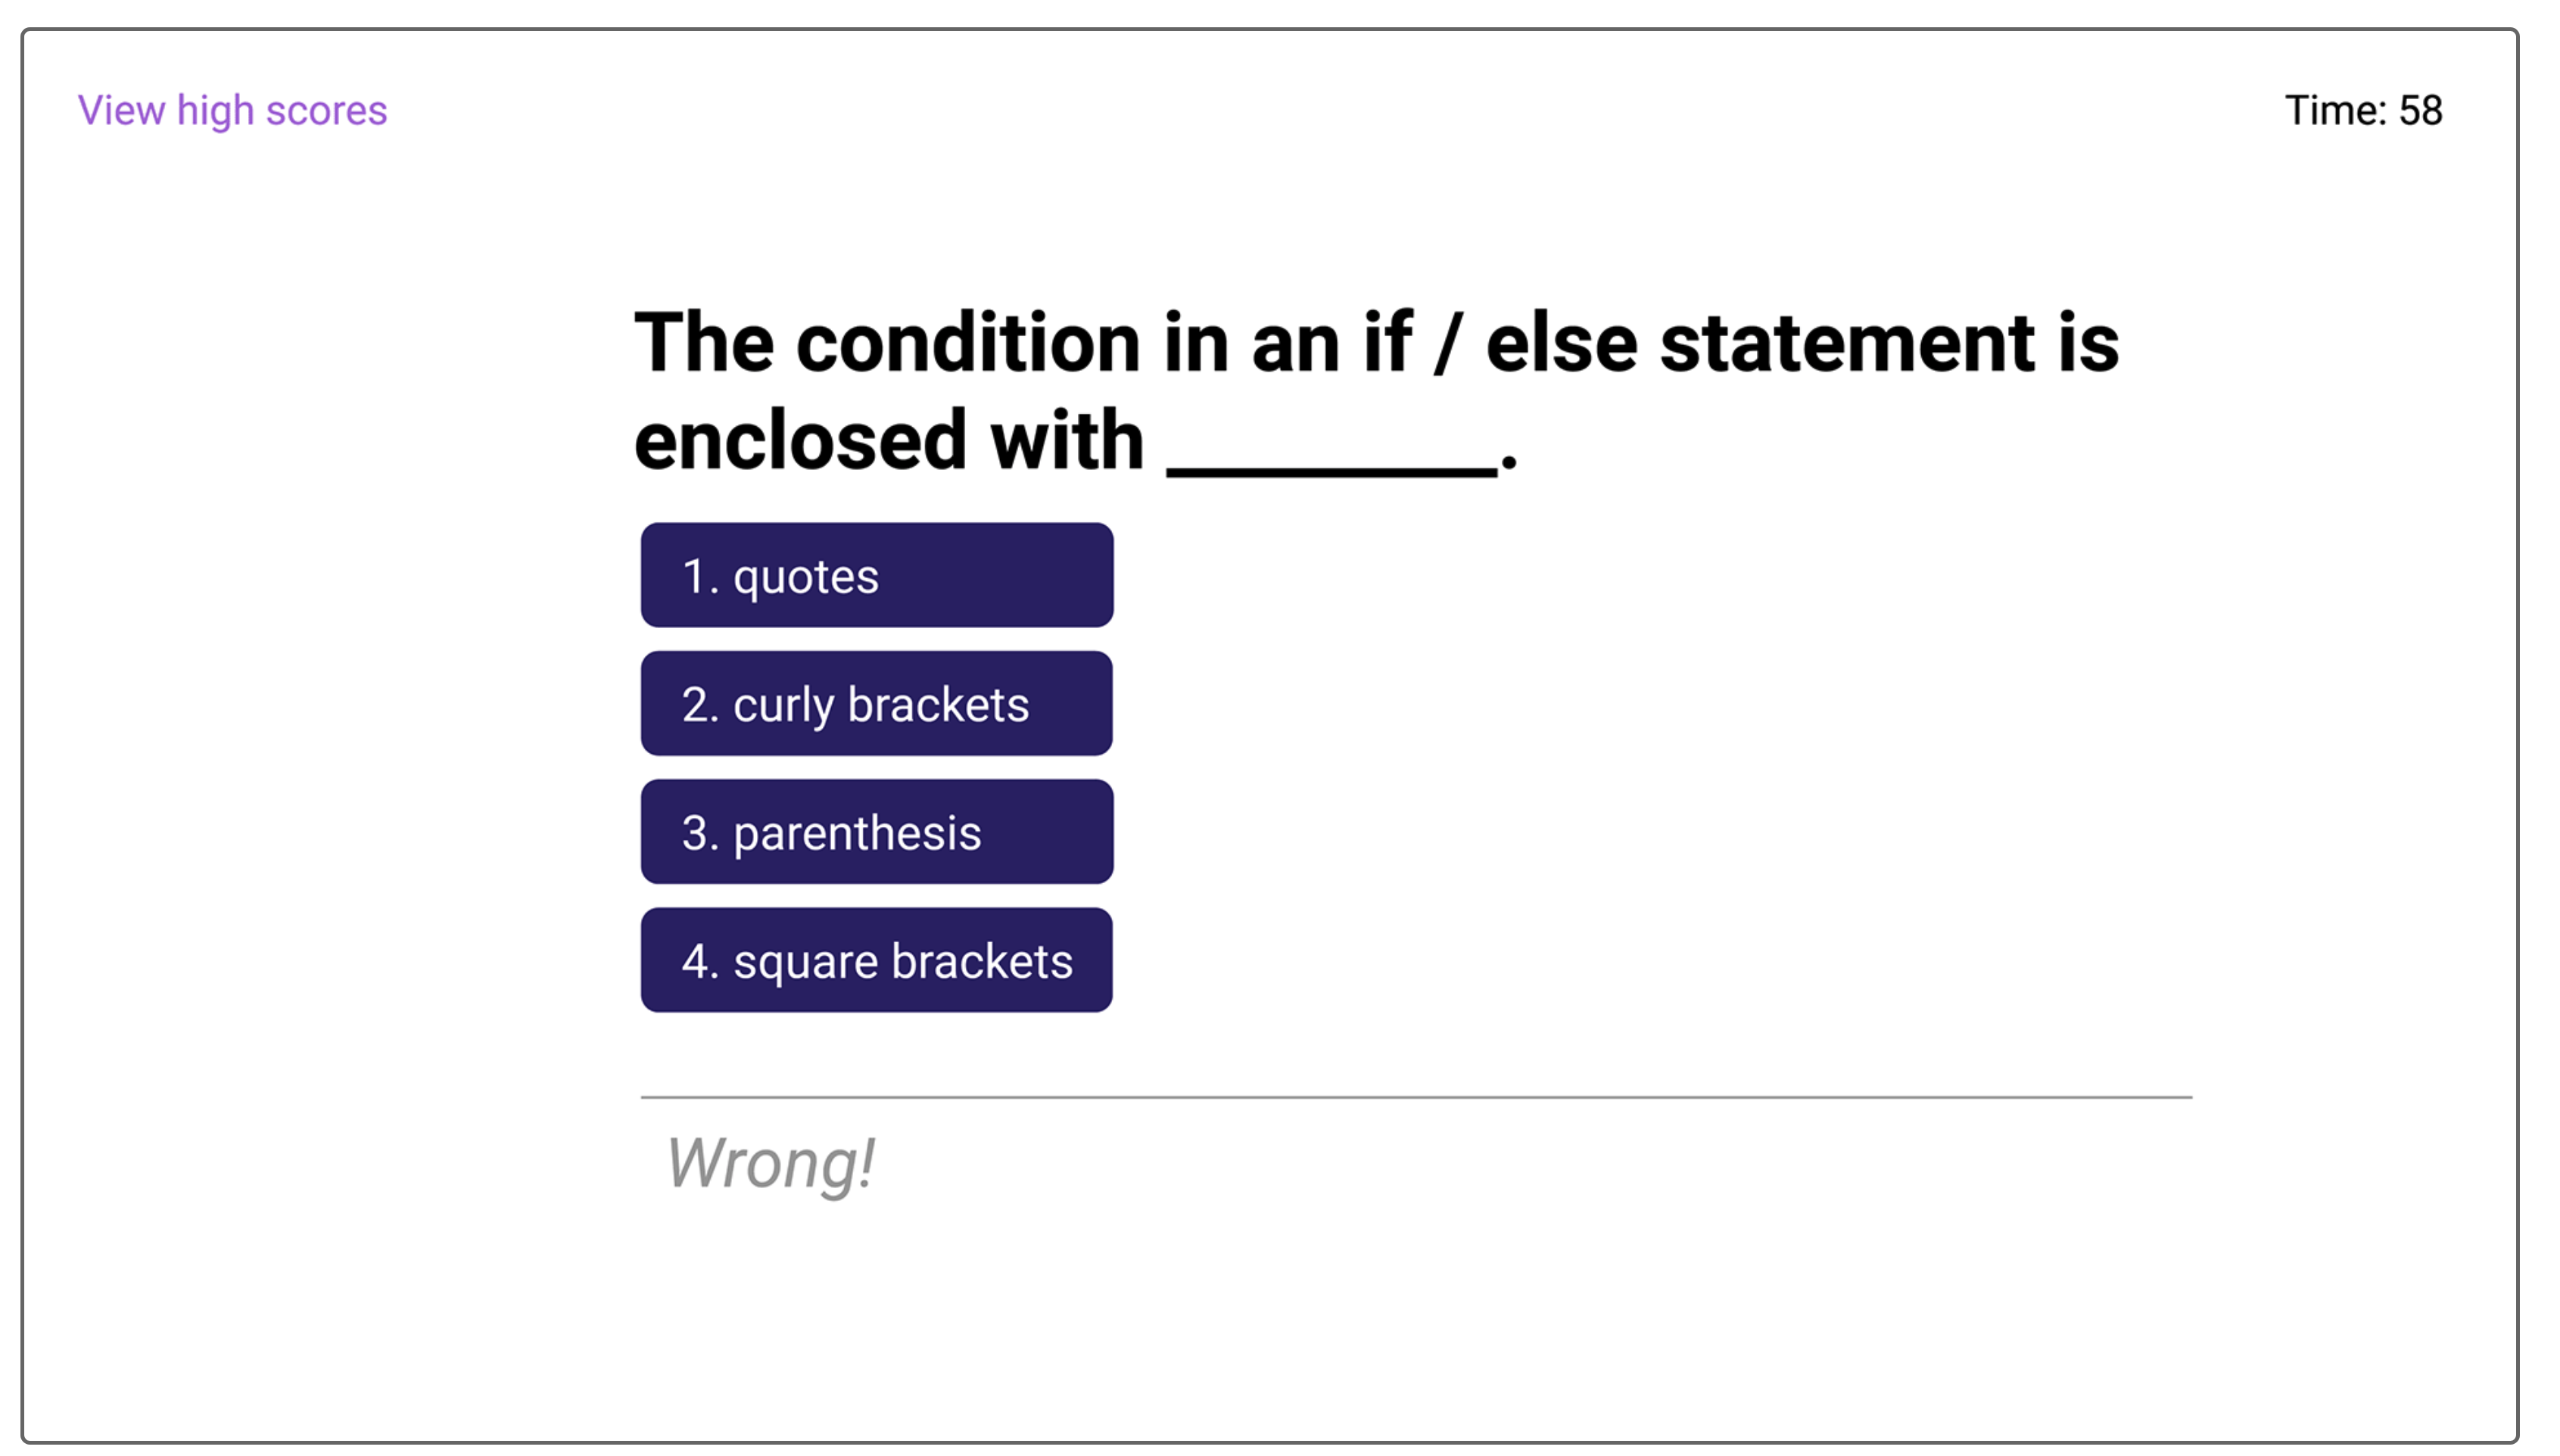 View high scores
Time: 58
The condition in an if / else statement is
enclosed with ________.
1. quotes
2. curly brackets
3. parenthesis
4. square brackets
Wrong!